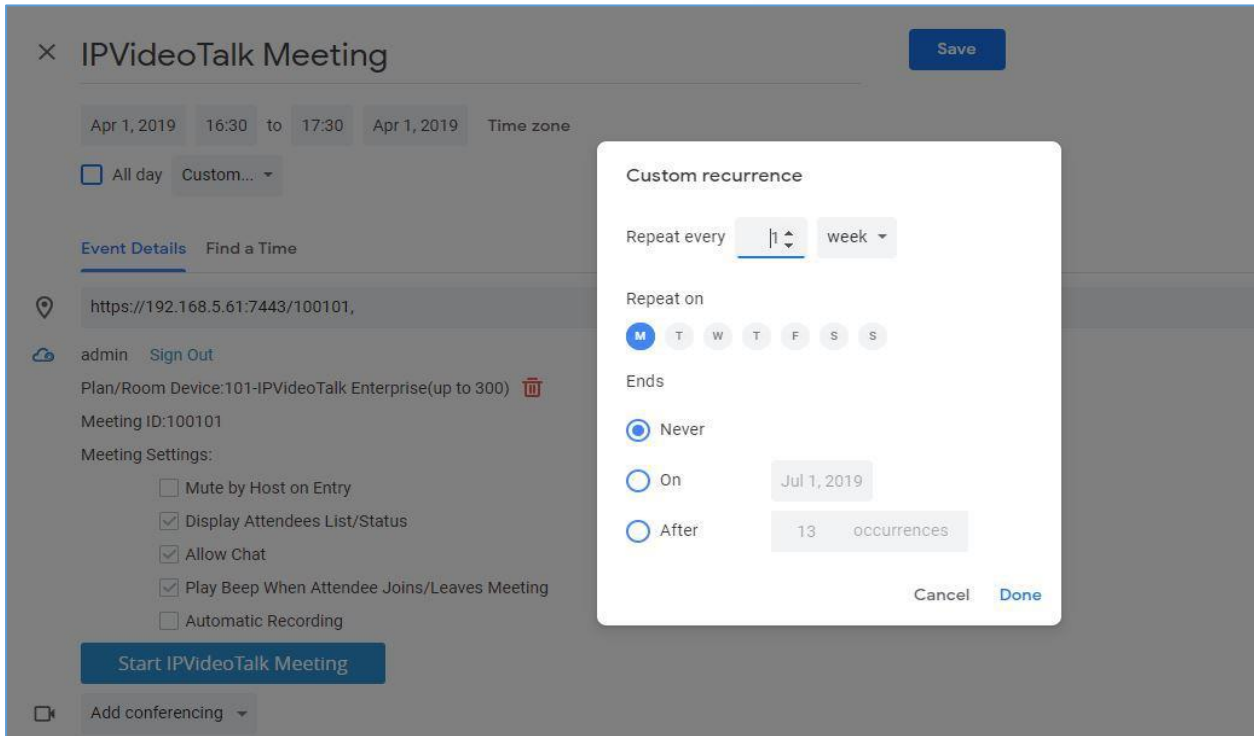 IPVideoTalk Meeting
Save
Apr 1, 2019 16:30 to 17:30 Apr 1, 2019 Time zone
All day Custom...
Event Details Find a Time
https://192.168.5.61:7443/100101,
admin Sign Out
Plan/Room Device:101-IPVideoTalk Enterprise(up to 300)
Meeting ID:100101
Meeting Settings:
Mute by Host on Entry
Display Attendees List/Status
Allow Chat
Play Beep When Attendee Joins/Leaves Meeting
Automatic Recording
Start IPVideoTalk Meeting
Add conferencing
Custom recurrence
Repeat every 1 week
Repeat on
M T W T F S S
Ends
Never
On Jul 1, 2019
After 13 occurrences
Cancel Done